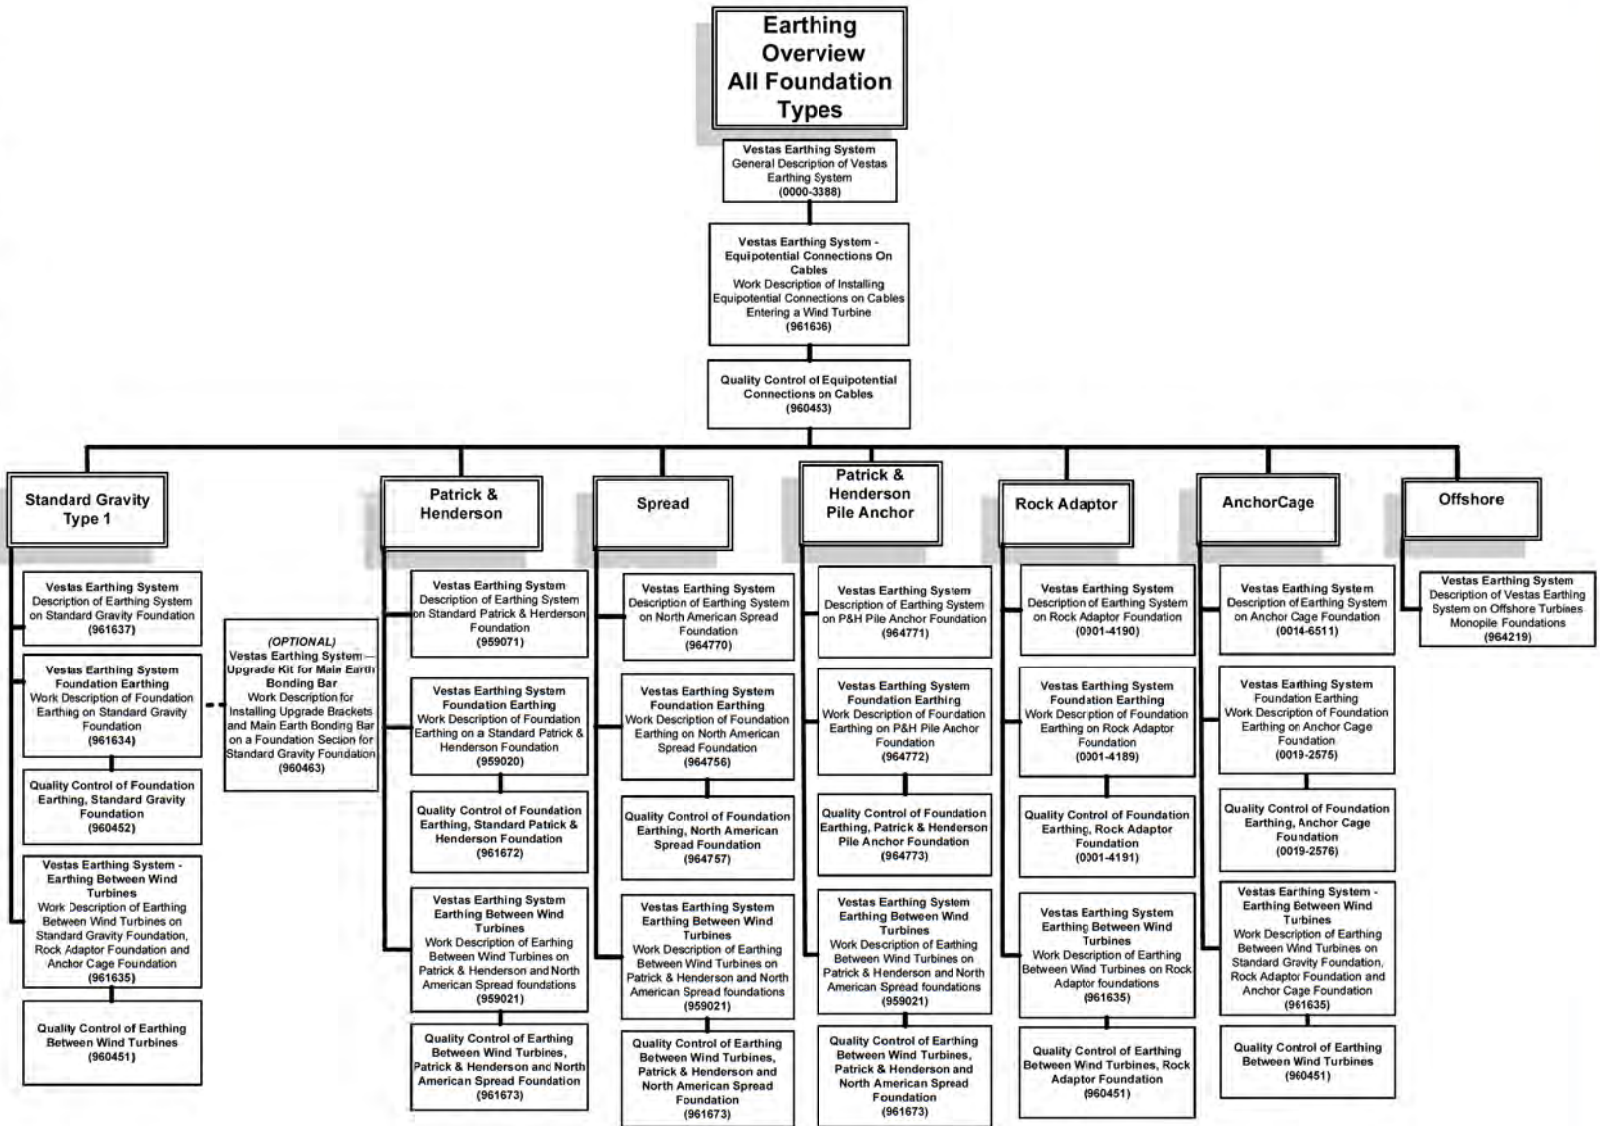 Earthing
Overview
All Foundation
Types
Vestas Earthing System
General Description of Vestas
Earthing System
(0000-3388)
Vestas Earthing System -
Equipotential Connections On
Cables
Work Description of Installing
Equipotential Connections on Cables
Entering a Wind Turbine
(961636)
Quality Control of Equipotential
Connections on Cables
(960453)
Standard Gravity
Type 1
Vestas Earthing System
Description of Earthing System
on Standard Gravity Foundation
(961637)
Vestas Earthing System
Foundation Earthing
Work Description of Foundation
Earthing on Standard Gravity
Foundation
(961634)
Quality Control of Foundation
Earthing, Standard Gravity
Foundation
(960452)
Vestas Earthing System -
Earthing Between Wind
Turbines
Work Description of Earthing
Between Wind Turbines on
Standard Gravity Foundation,
Rock Adaptor Foundation and
Anchor Cage Foundation
(961635)
Quality Control of Earthing
Between Wind Turbines
(960451)
(OPTIONAL)
Vestas Earthing System—
Upgrade Kit for Main Earth
Bonding Bar
Work Description for
Installing Upgrade Brackets
and Main Earth Bonding Bar
on a Foundation Section for
Standard Gravity Foundation
(960463)
Patrick &
Henderson
Vestas Earthing System
Description of Earthing System
on Standard Patrick & Herderson
Foundation
(959071)
Vestas Earthing System
Foundation Earthing
Work Description of Foundation
Earthing on a Standard Patrick &
Henderson Foundation
(959020)
Quality Control of Foundation
Earthing, Standard Patrick &
Henderson Foundation
(961672)
Vestas Earthing System
Earthing Between Wind
Turbines
Work Description of Earthing
Between Wind Turbines on
Patrick & Henderson and North
American Spread foundations
(959021)
Quality Control of Earthing
Between Wind Turbines,
Patrick & Henderson and North
American Spread Foundation
(961673)
Spread
Vestas Earthing System
Description of Earthing System
on North American Spread
Foundation
(964770)
Vestas Earthing System
Foundation Earthing
Work Description of Foundation
Earthing on North American
Spread Foundation
(964756)
Quality Control of Foundation
Earthing, North American
Spread Foundation
(964757)
Vestas Earthing System
Earthing Between Wind
Turbines
Work Description of Earthing
Between Wind Turbines on
Patrick & Henderson and North
American Spread foundations
(959021)
Quality Control of Earthing
Between Wind Turbines,
Patrick & Henderson and
North American Spread
Foundation
(961673)
Patrick &
Henderson
Pile Anchor
Vestas Earthing System
Description of Earthing System
on P&H Pile Anchor Foundation
(964771)
Vestas Earthing System
Foundation Earthing
Work Description of Foundation
Earthing on P&H Pile Anchor
Foundation
(964772)
Quality Control of Foundation
Earthing, Patrick & Henderson
Pile Anchor Foundation
(964773)
Vestas Earthing System
Earthing Between Wind
Turbines
Work Description of Earthing
Between Wind Turbines on
Patrick & Henderson and North
American Spread foundations
(959021)
Quality Control of Earthing
Between Wind Turbines,
Patrick & Henderson and
North American Spread
Foundation
(961673)
Rock Adaptor
Vestas Earthing System
Description of Earthing System
on Rock Adaptor Foundation
(0001-4190)
Vestas Earthing System
Foundation Earthing
Work Description of Foundation
Earthing on Rock Adaptor
Foundation
(0001-4189)
Quality Control of Foundation
Earthing, Rock Adaptor
Foundation
(0001-4191)
Vestas Earthing System
Earthing Between Wind
Turbines
Work Description of Earthing
Between Wind Turbines on Rock
Adaptor foundations
(961635)
Quality Control of Earthing
Between Wind Turbines, Rock
Adaptor Foundation
(960451)
AnchorCage
Vestas Earthing System
Description of Earthing System
on Anchor Cage Foundation
(0014-6511)
Vestas Earthing System
Foundation Earthing
Work Description of Foundation
Earthing on Anchor Cage
Foundation
(0019-2575)
Quality Control of Foundation
Earthing, Anchor Cage
Foundation
(0019-2576)
Vestas Earthing System -
Earthing Between Wind
Turbines
Work Description of Earthing
Between Wind Turbines on
Standard Gravity Foundation,
Rock Adaptor Foundation and
Anchor Cage Foundation
(961635)
Quality Control of Earthing
Between Wind Turbines
(960451)
Offshore
Vestas Earthing System
Description of Vestas Earthing
System on Offshore Turbines
Monopile Foundations
(964219)